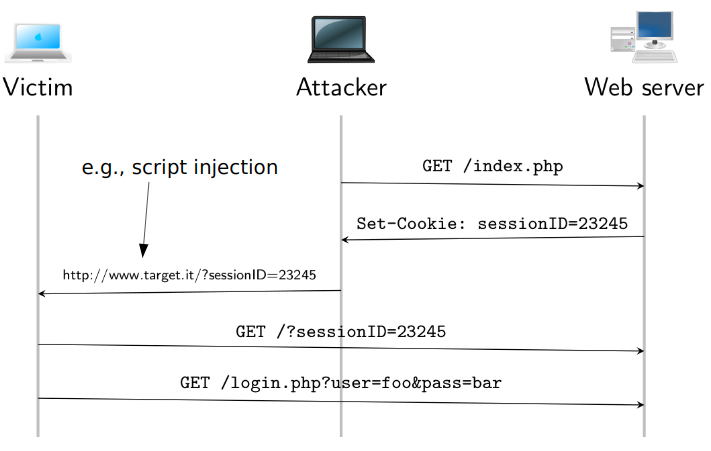 Victim
Attacker
Web server
e.g., script injection
GET /index.php
Set-Cookie: sessionID=23245
http://www.target.it/?sessionID=23245
GET /?sessionID=23245
GET /login.php?user=foo&pass=bar